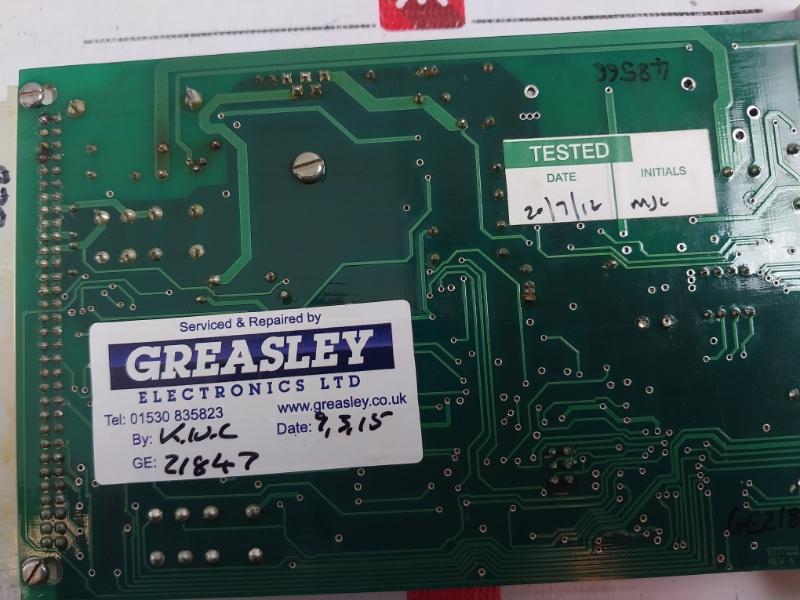 48566
TESTED
DATE
INITIALS
20/7/12
MJC
Serviced & Repaired by
GREASLEY
ELECTRONICS LTD
Tel: 01530 835823
www.greasley.co.uk
By: K.W.C
Date: 9,3,15
GE: 21847
GE218